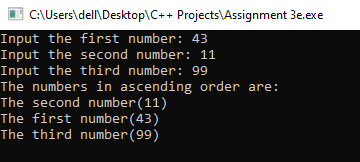 C:\Users\dell\Desktop\C++ Projects\Assignment 3e.exe
Input the first number: 43
Input the second number: 11
Input the third number: 99
The numbers in ascending order are:
The second number(11)
The first number(43)
The third number(99)